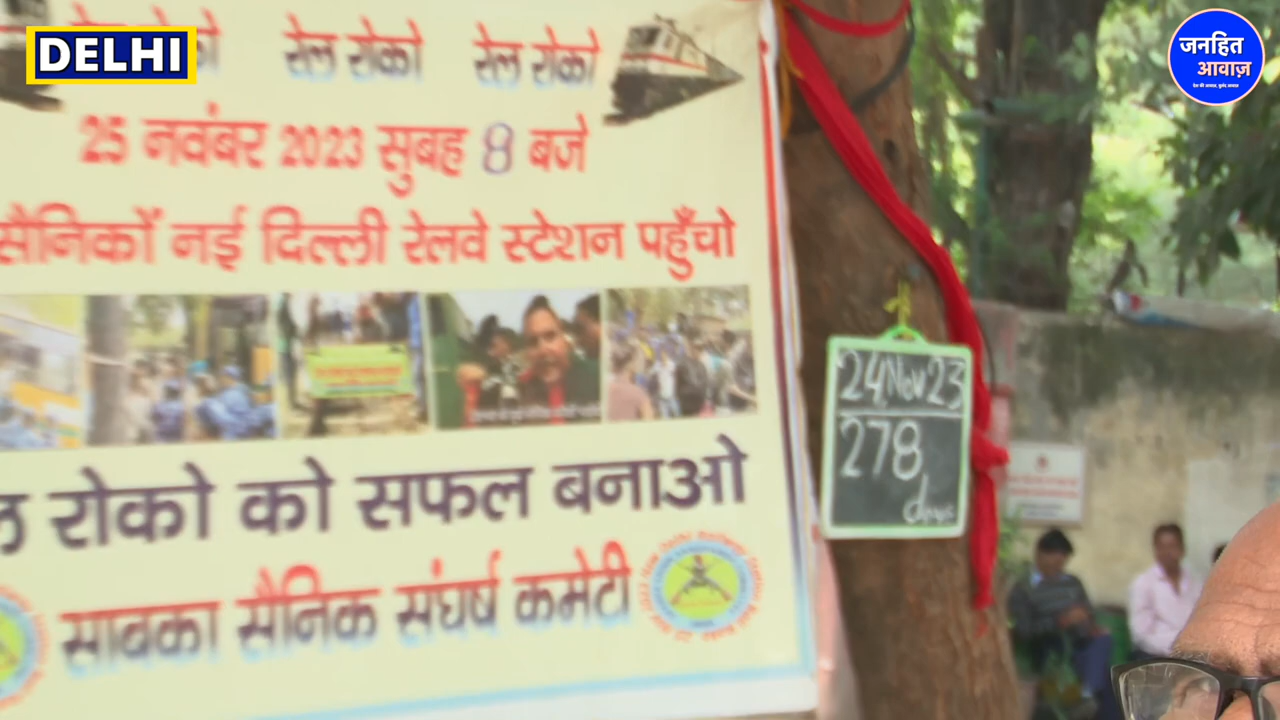 DELHI
जनहित
आवाज़
रेल रोको रेल रोको रेल रोको
25 नवंबर 2023 सुबह 8 बजे
सैनिकों नई दिल्ली रेलवे स्टेशन पहुँचो
रोको को सफल बनाओ
साबका सैनिक संघर्ष कमेटी
24 Nov 23
278
days